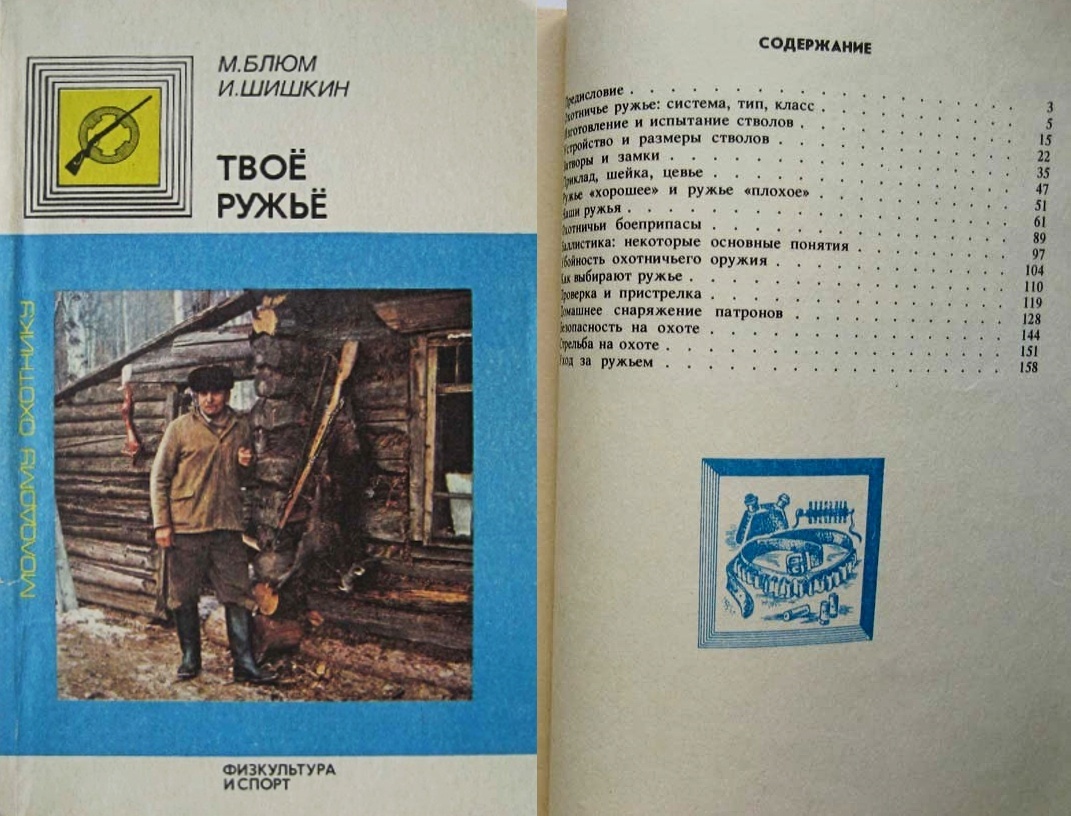 М.БЛЮМ
И.ШИШКИН
ТВОЁ
РУЖЬЁ
МОЛОДОМУ ОХОТНИКУ
ФИЗКУЛЬТУРА
И СПОРТ
СОДЕРЖАНИЕ
Предисловие . . . 3
Охотничье ружье: система, тип, класс . . . 5
Изготовление и испытание стволов . . . 15
Устройство и размеры стволов . . . 22
Затворы и замки . . . 35
Приклад, шейка, цевье . . . 47
Ружье «хорошее» и ружье «плохое» . . . 51
Наши ружья . . . 61
Охотничьи боеприпасы . . . 89
Баллистика: некоторые основные понятия . . . 97
Убойность охотничьего оружия . . . 104
Как выбирают ружье . . . 110
Проверка и пристрелка . . . 119
Домашнее снаряжение патронов . . . 128
Безопасность на охоте . . . 144
Стрельба на охоте . . . 151
Уход за ружьем . . . 158